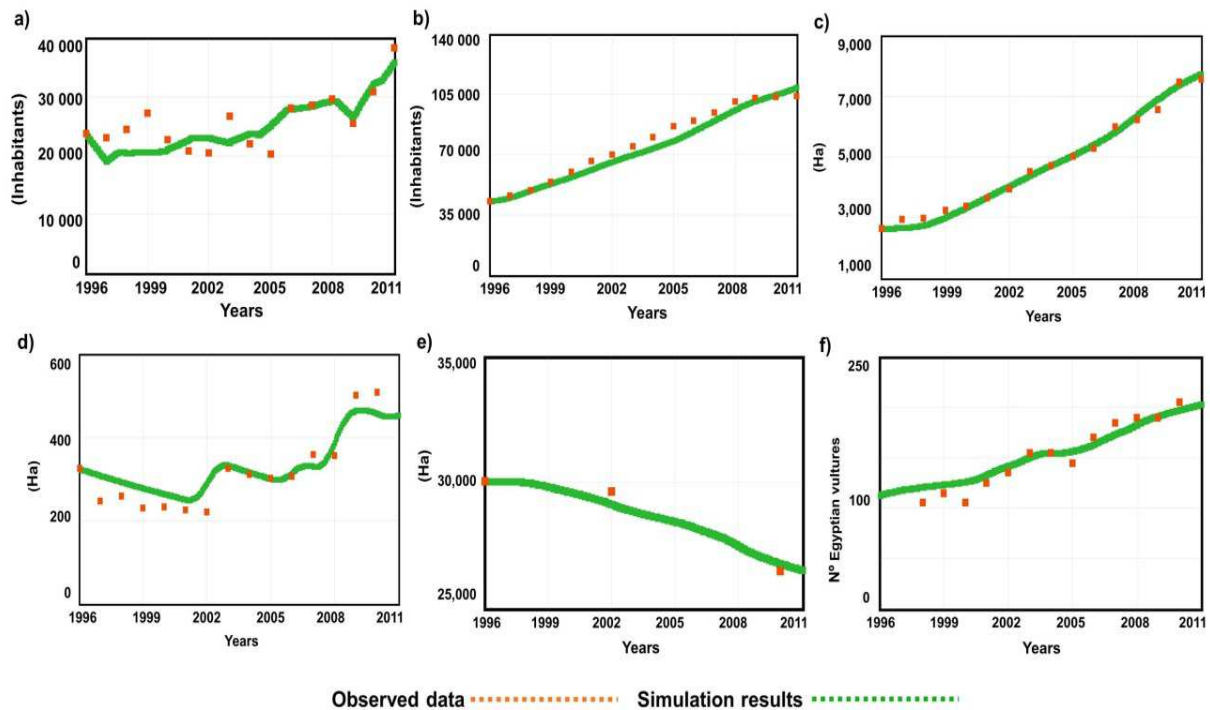 a)
40 000
30 000
20 000
10 000
0
(Inhabitants)
1996 1999 2002 2005 2008 2011
Years
b)
140 000
105 000
70 000
35 000
0
(Inhabitants)
1996 1999 2002 2005 2008 2011
Years
c)
9,000
7,000
5,000
3,000
1,000
(Ha)
1996 1999 2002 2005 2008 2011
Years
d)
600
400
200
0
(Ha)
1996 1999 2002 2005 2008 2011
Years
e)
35,000
30,000
25,000
(Ha)
1996 1999 2002 2005 2008 2011
Years
f)
250
100
0
Nº Egyptian vultures
1996 1999 2002 2005 2008 2011
Years
Observed data Simulation results